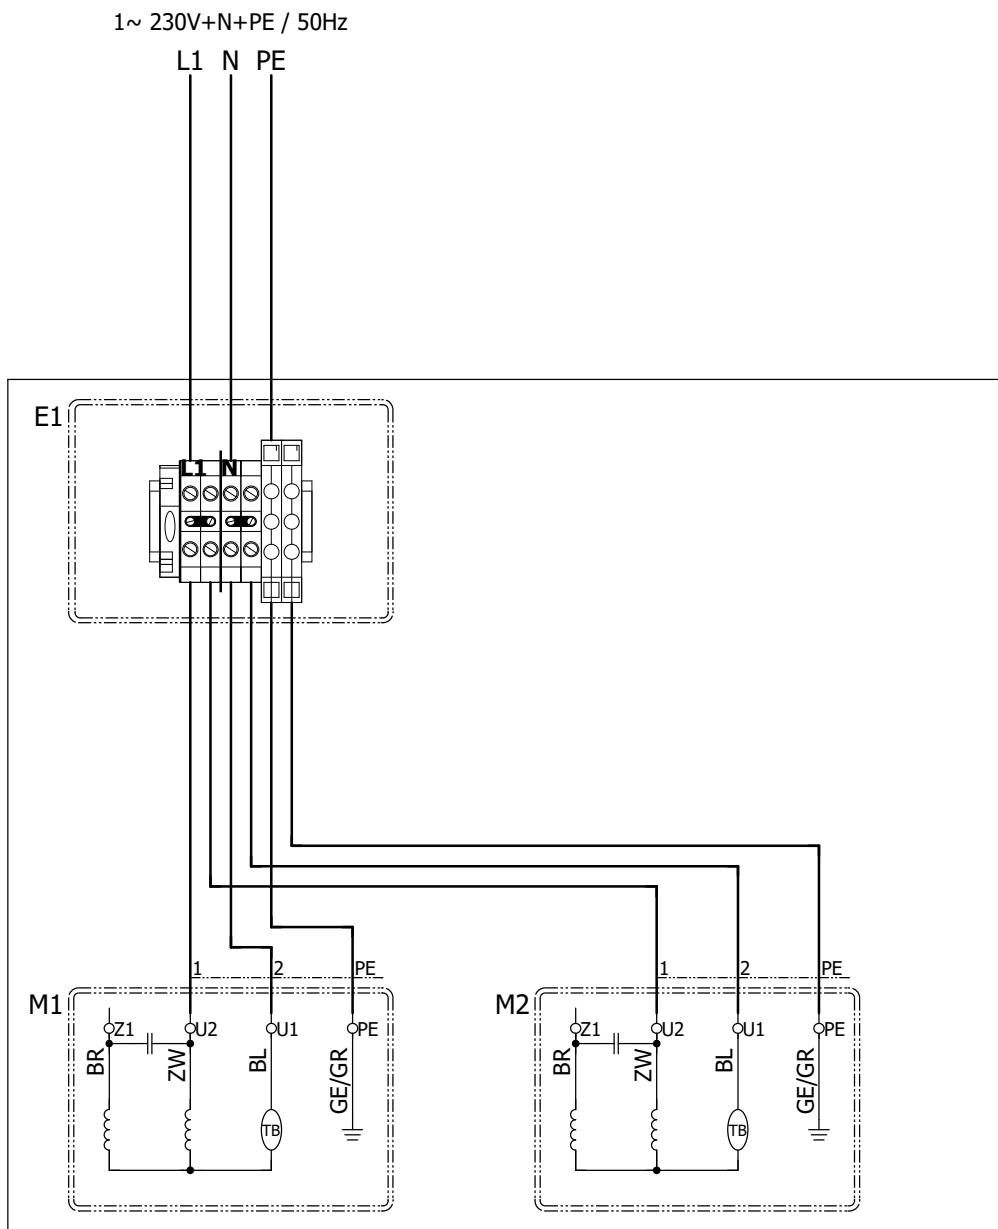 1~ 230V+N+PE / 50Hz
L1 N PE
E1
L1 N
1 2 PE
1 2 PE
M1
Z1 U2 U1 PE
BR ZW BL GE/GR
TB
M2
Z1 U2 U1 PE
BR ZW BL GE/GR
TB